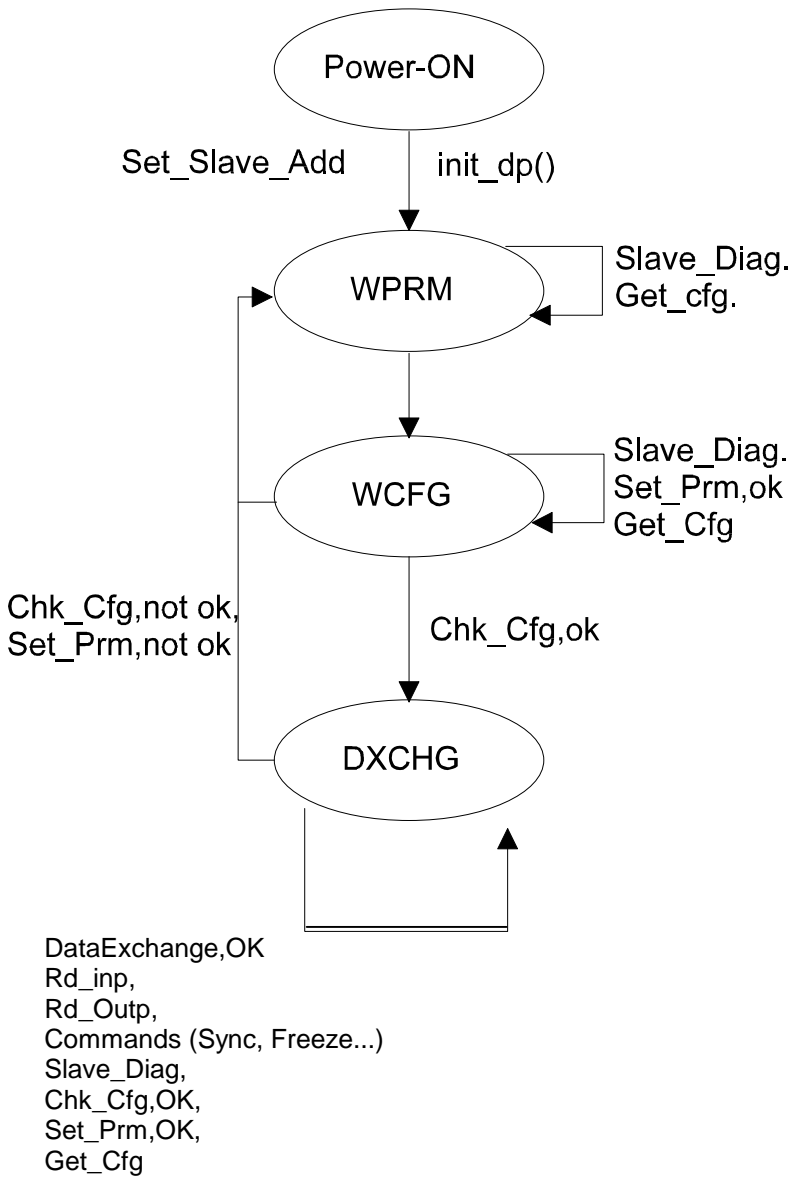 Power-ON
Set_Slave_Add
init_dp()
WPRM
Slave_Diag.
Get_cfg.
WCFG
Slave_Diag.
Set_Prm,ok
Get_Cfg
Chk_Cfg,not ok,
Set_Prm,not ok
Chk_Cfg,ok
DXCHG
DataExchange,OK
Rd_inp,
Rd_Outp,
Commands (Sync, Freeze...)
Slave_Diag,
Chk_Cfg,OK,
Set_Prm,OK,
Get_Cfg